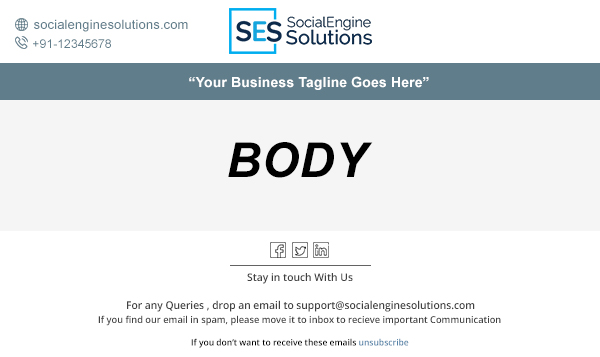 socialenginesolutions.com
+91-12345678
SES SocialEngine
Solutions
“Your Business Tagline Goes Here”
BODY
Stay in touch With Us
For any Queries , drop an email to support@socialenginesolutions.com
If you find our email in spam, please move it to inbox to recieve important Communication
If you don’t want to receive these emails unsubscribe